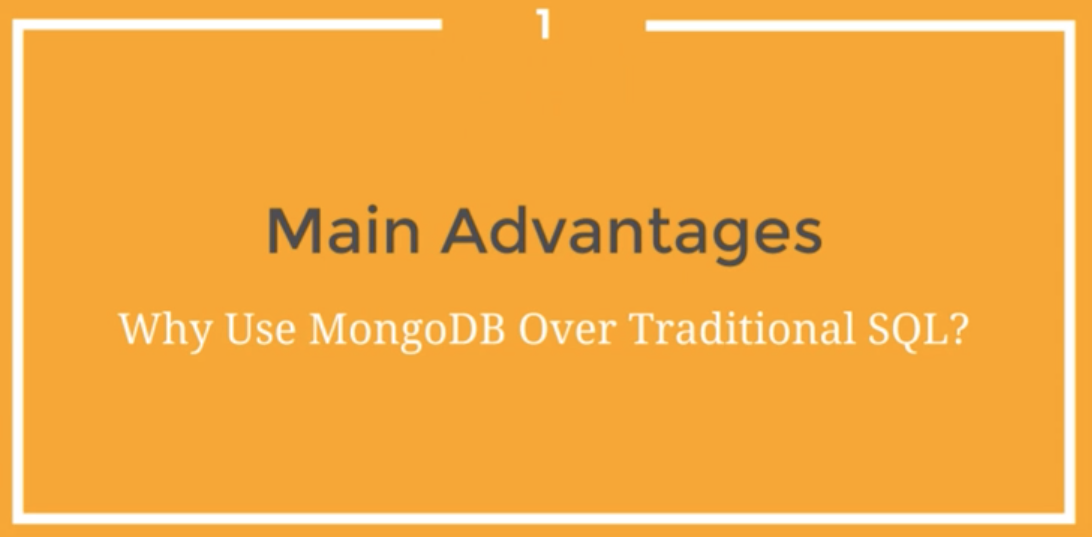 1
Main Advantages
Why Use MongoDB Over Traditional SQL?